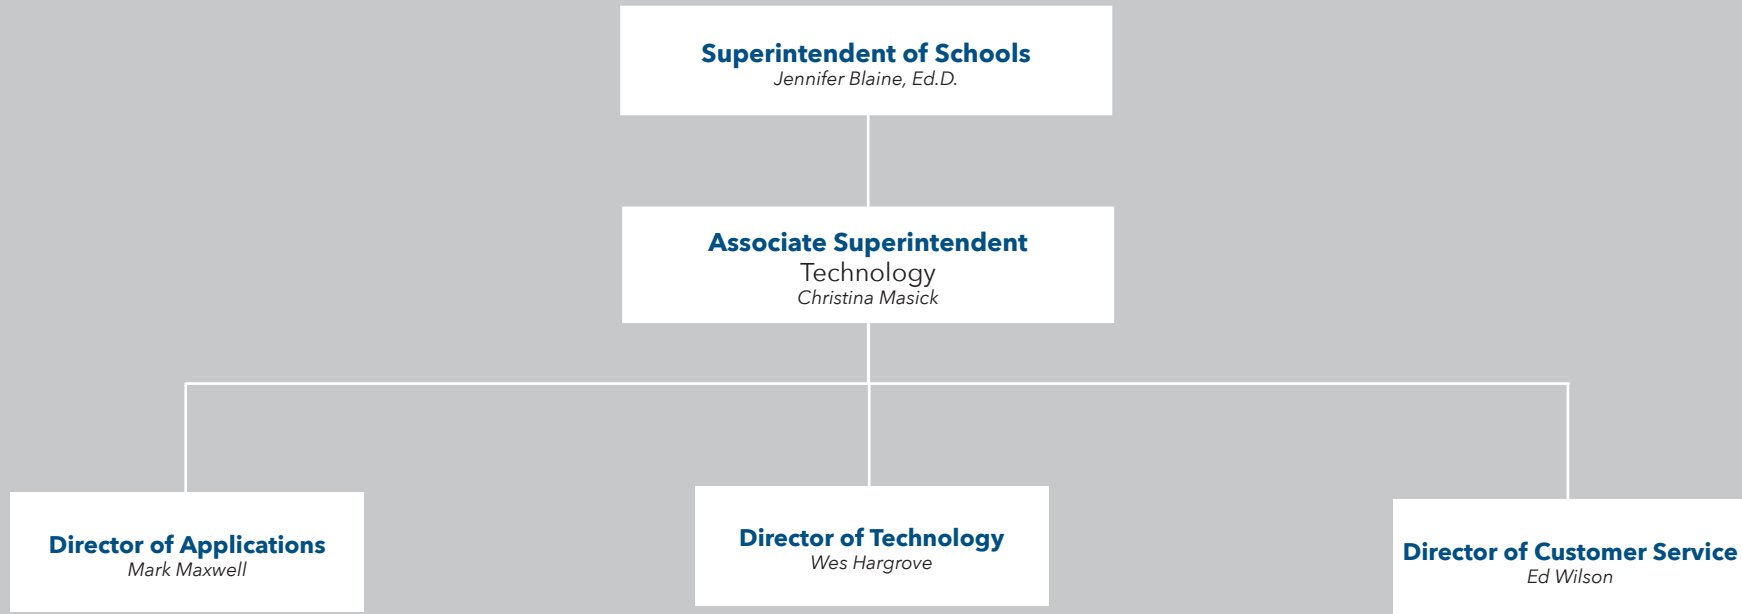 Superintendent of Schools
Jennifer Blaine, Ed.D.
Associate Superintendent
Technology
Christina Masick
Director of Applications
Mark Maxwell
Director of Technology
Wes Hargrove
Director of Customer Service
Ed Wilson